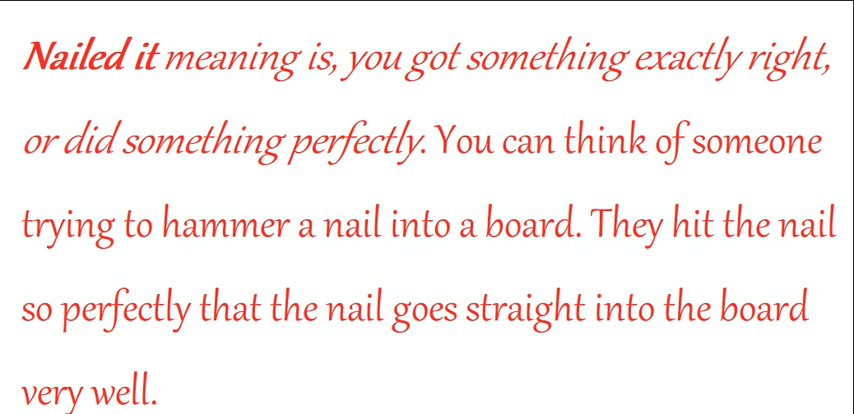 Nailed it meaning is, you got something exactly right,
or did something perfectly. You can think of someone
trying to hammer a nail into a board. They hit the nail
so perfectly that the nail goes straight into the board
very well.